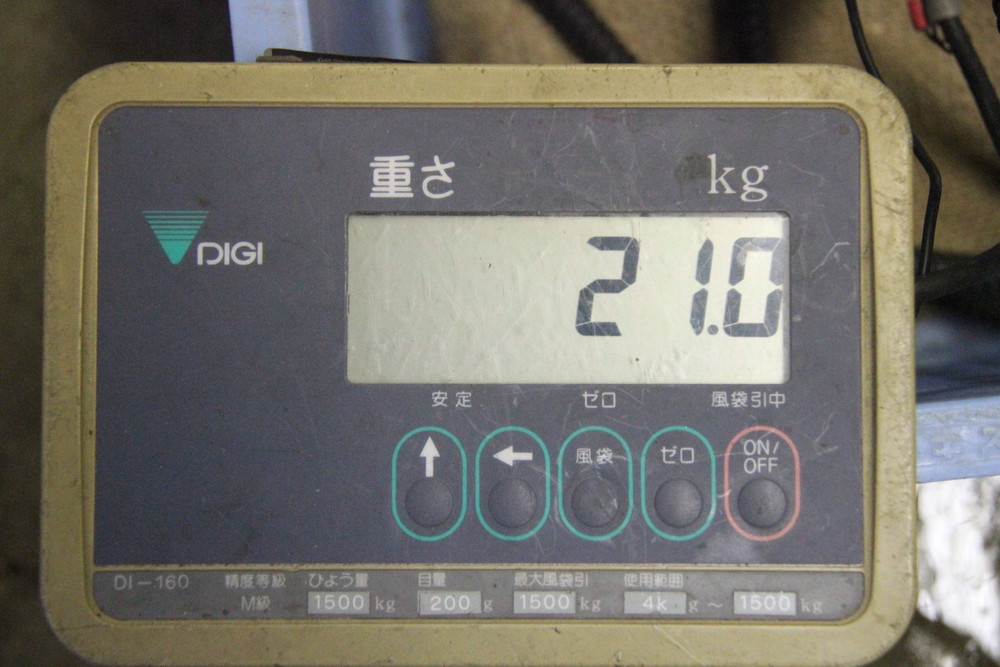 重さ kg
DIGI
21.0
安定 ゼロ 風袋引中
風袋 ゼロ ON/
OFF
DI-160 精度等級 ひょう量 目量 最大風袋引 使用範囲
M級 1500 kg 200 g 1500 kg 4k g ~ 1500 kg